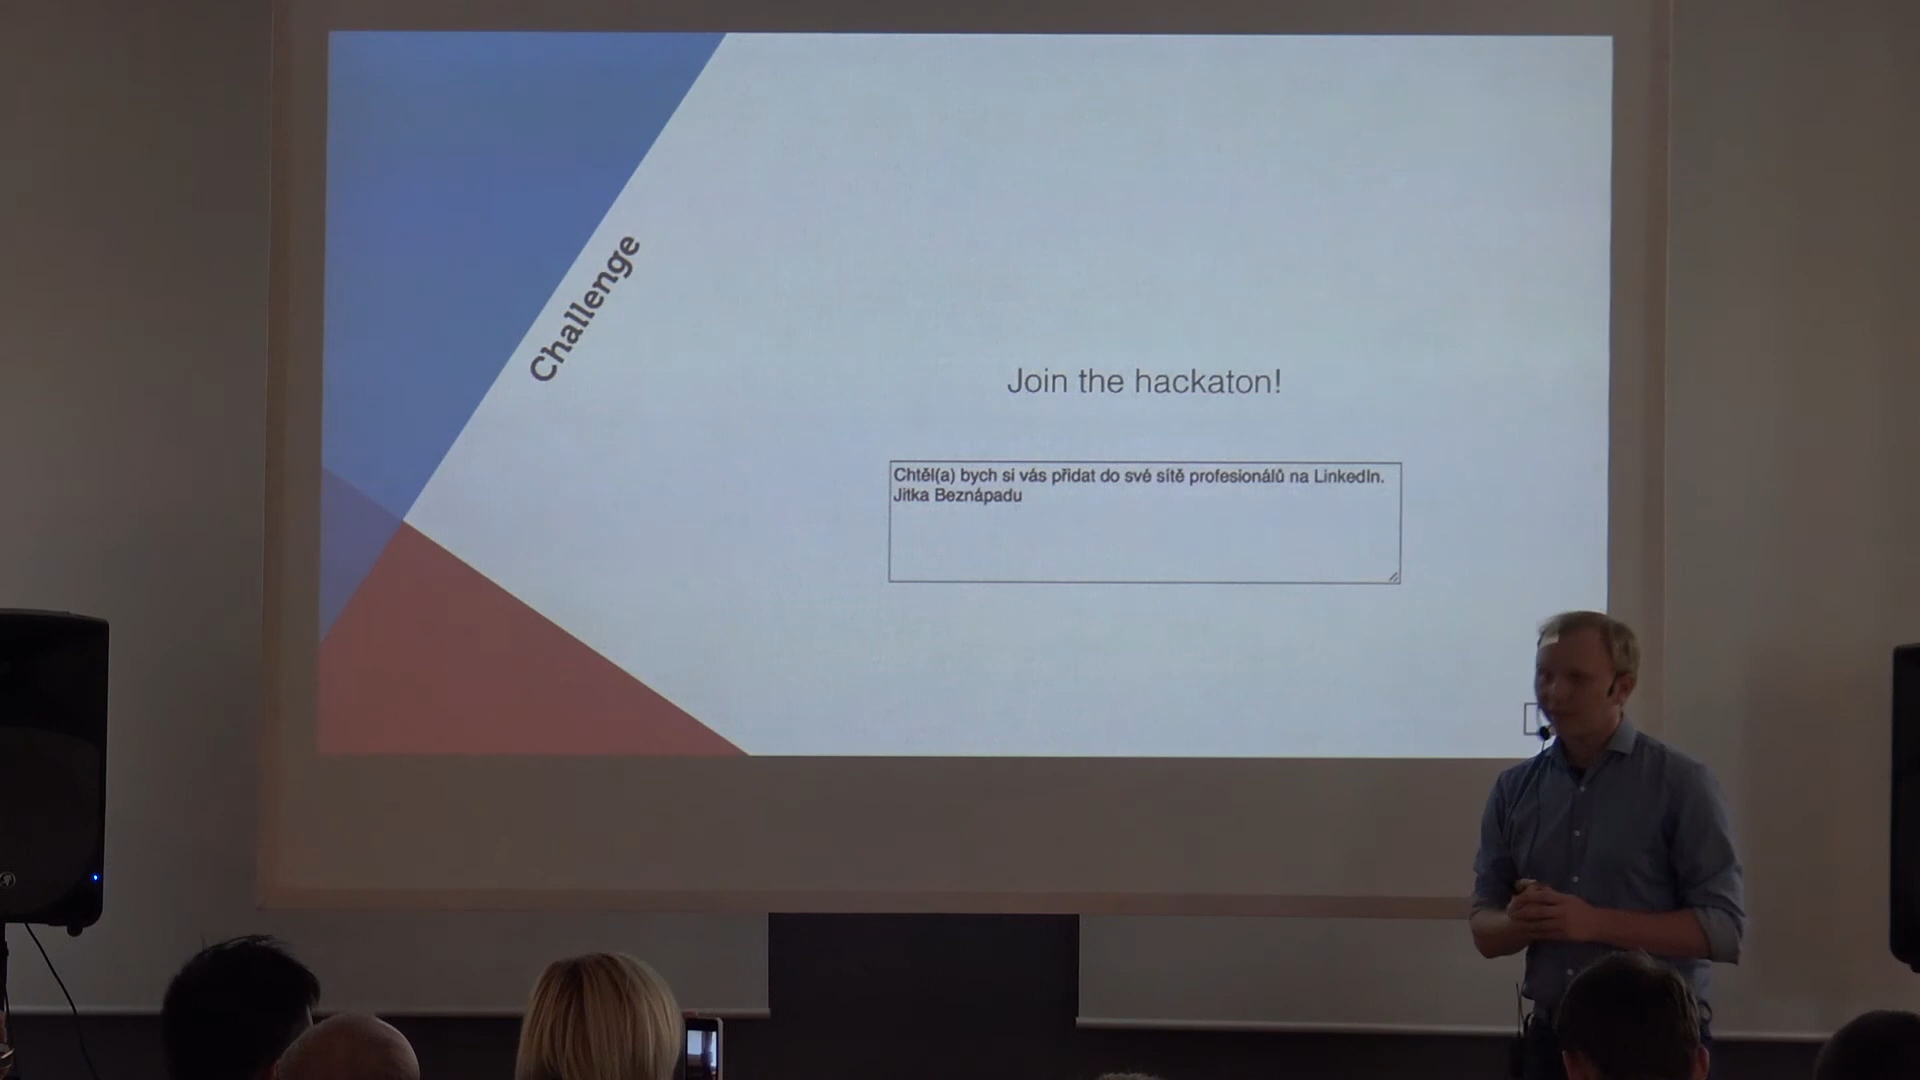 Challenge
Join the hackaton!
Chtěl(a) bych si vás přidat do své sítě profesionálů na LinkedIn.
Jitka Beznápadu